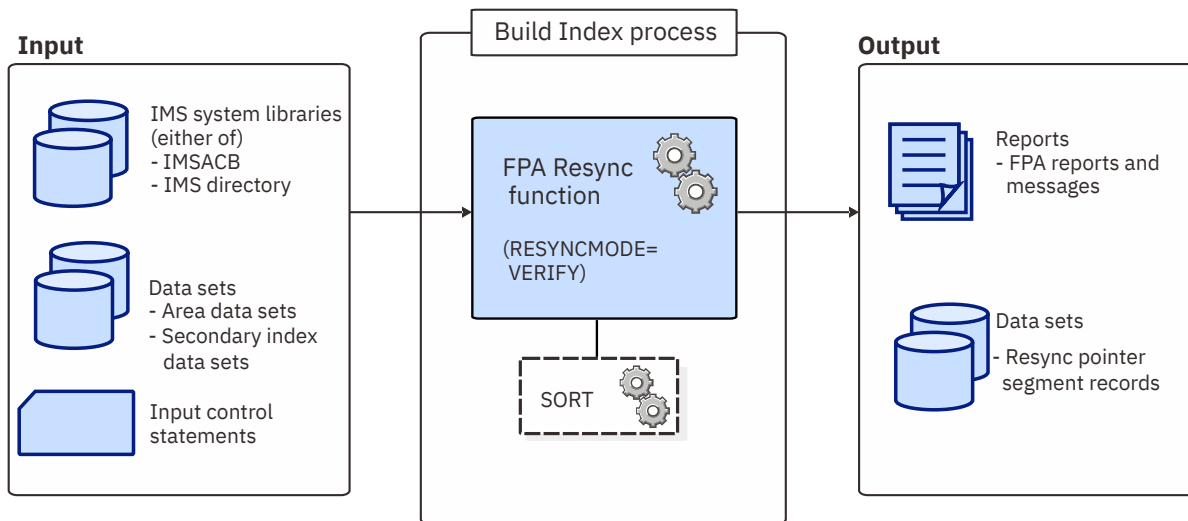 Input
IMS system libraries
(either of)
- IMSACB
- IMS directory
Data sets
- Area data sets
- Secondary index
data sets
Input control
statements
Build Index process
FPA Resync
function
(RESYNCMODE=
VERIFY)
SORT
Output
Reports
- FPA reports and
messages
Data sets
- Resync pointer
segment records